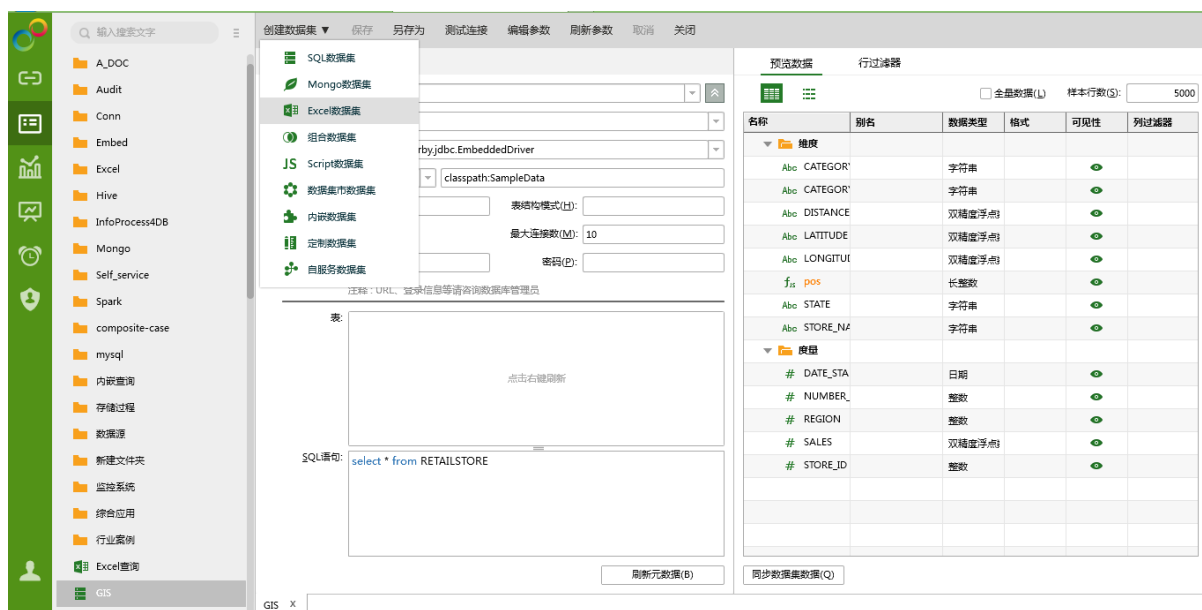 输入搜索文字
A_DOC
Audit
Conn
Embed
Excel
Hive
InfoProcess4DB
Mongo
Self_service
Spark
composite-case
mysql
内嵌查询
存储过程
数据源
新建文件夹
监控系统
综合应用
行业案例
Excel查询
GIS
创建数据集 ▼ 保存 另存为 测试连接 编辑参数 刷新参数 取消 关闭
SQL数据集
Mongo数据集
Excel数据集
组合数据集
JS Script数据集
数据集市数据集
内嵌数据集
定制数据集
自服务数据集
rby.jdbc.EmbeddedDriver
classpath:SampleData
表结构模式(H):
最大连接数(M): 10
密码(P):
注释 : URL、登录信息等请咨询数据库管理员
表:
点击右键刷新
SQL语句: select * from RETAILSTORE
刷新元数据(B)
GIS X
预览数据 行过滤器
全量数据(L) 样本行数(S): 5000
名称 别名 数据类型 格式 可见性 列过滤器
维度
Abc CATEGORY 字符串
Abc CATEGOR 字符串
Abc DISTANCE 双精度浮点
Abc LATITUDE 双精度浮点
Abc LONGITU 双精度浮点
pos 长整数
Abc STATE 字符串
Abc STORE_NA 字符串
度量
# DATE_STA 日期
# NUMBER_ 整数
# REGION 整数
# SALES 双精度浮点
# STORE_ID 整数
同步数据集数据(Q)